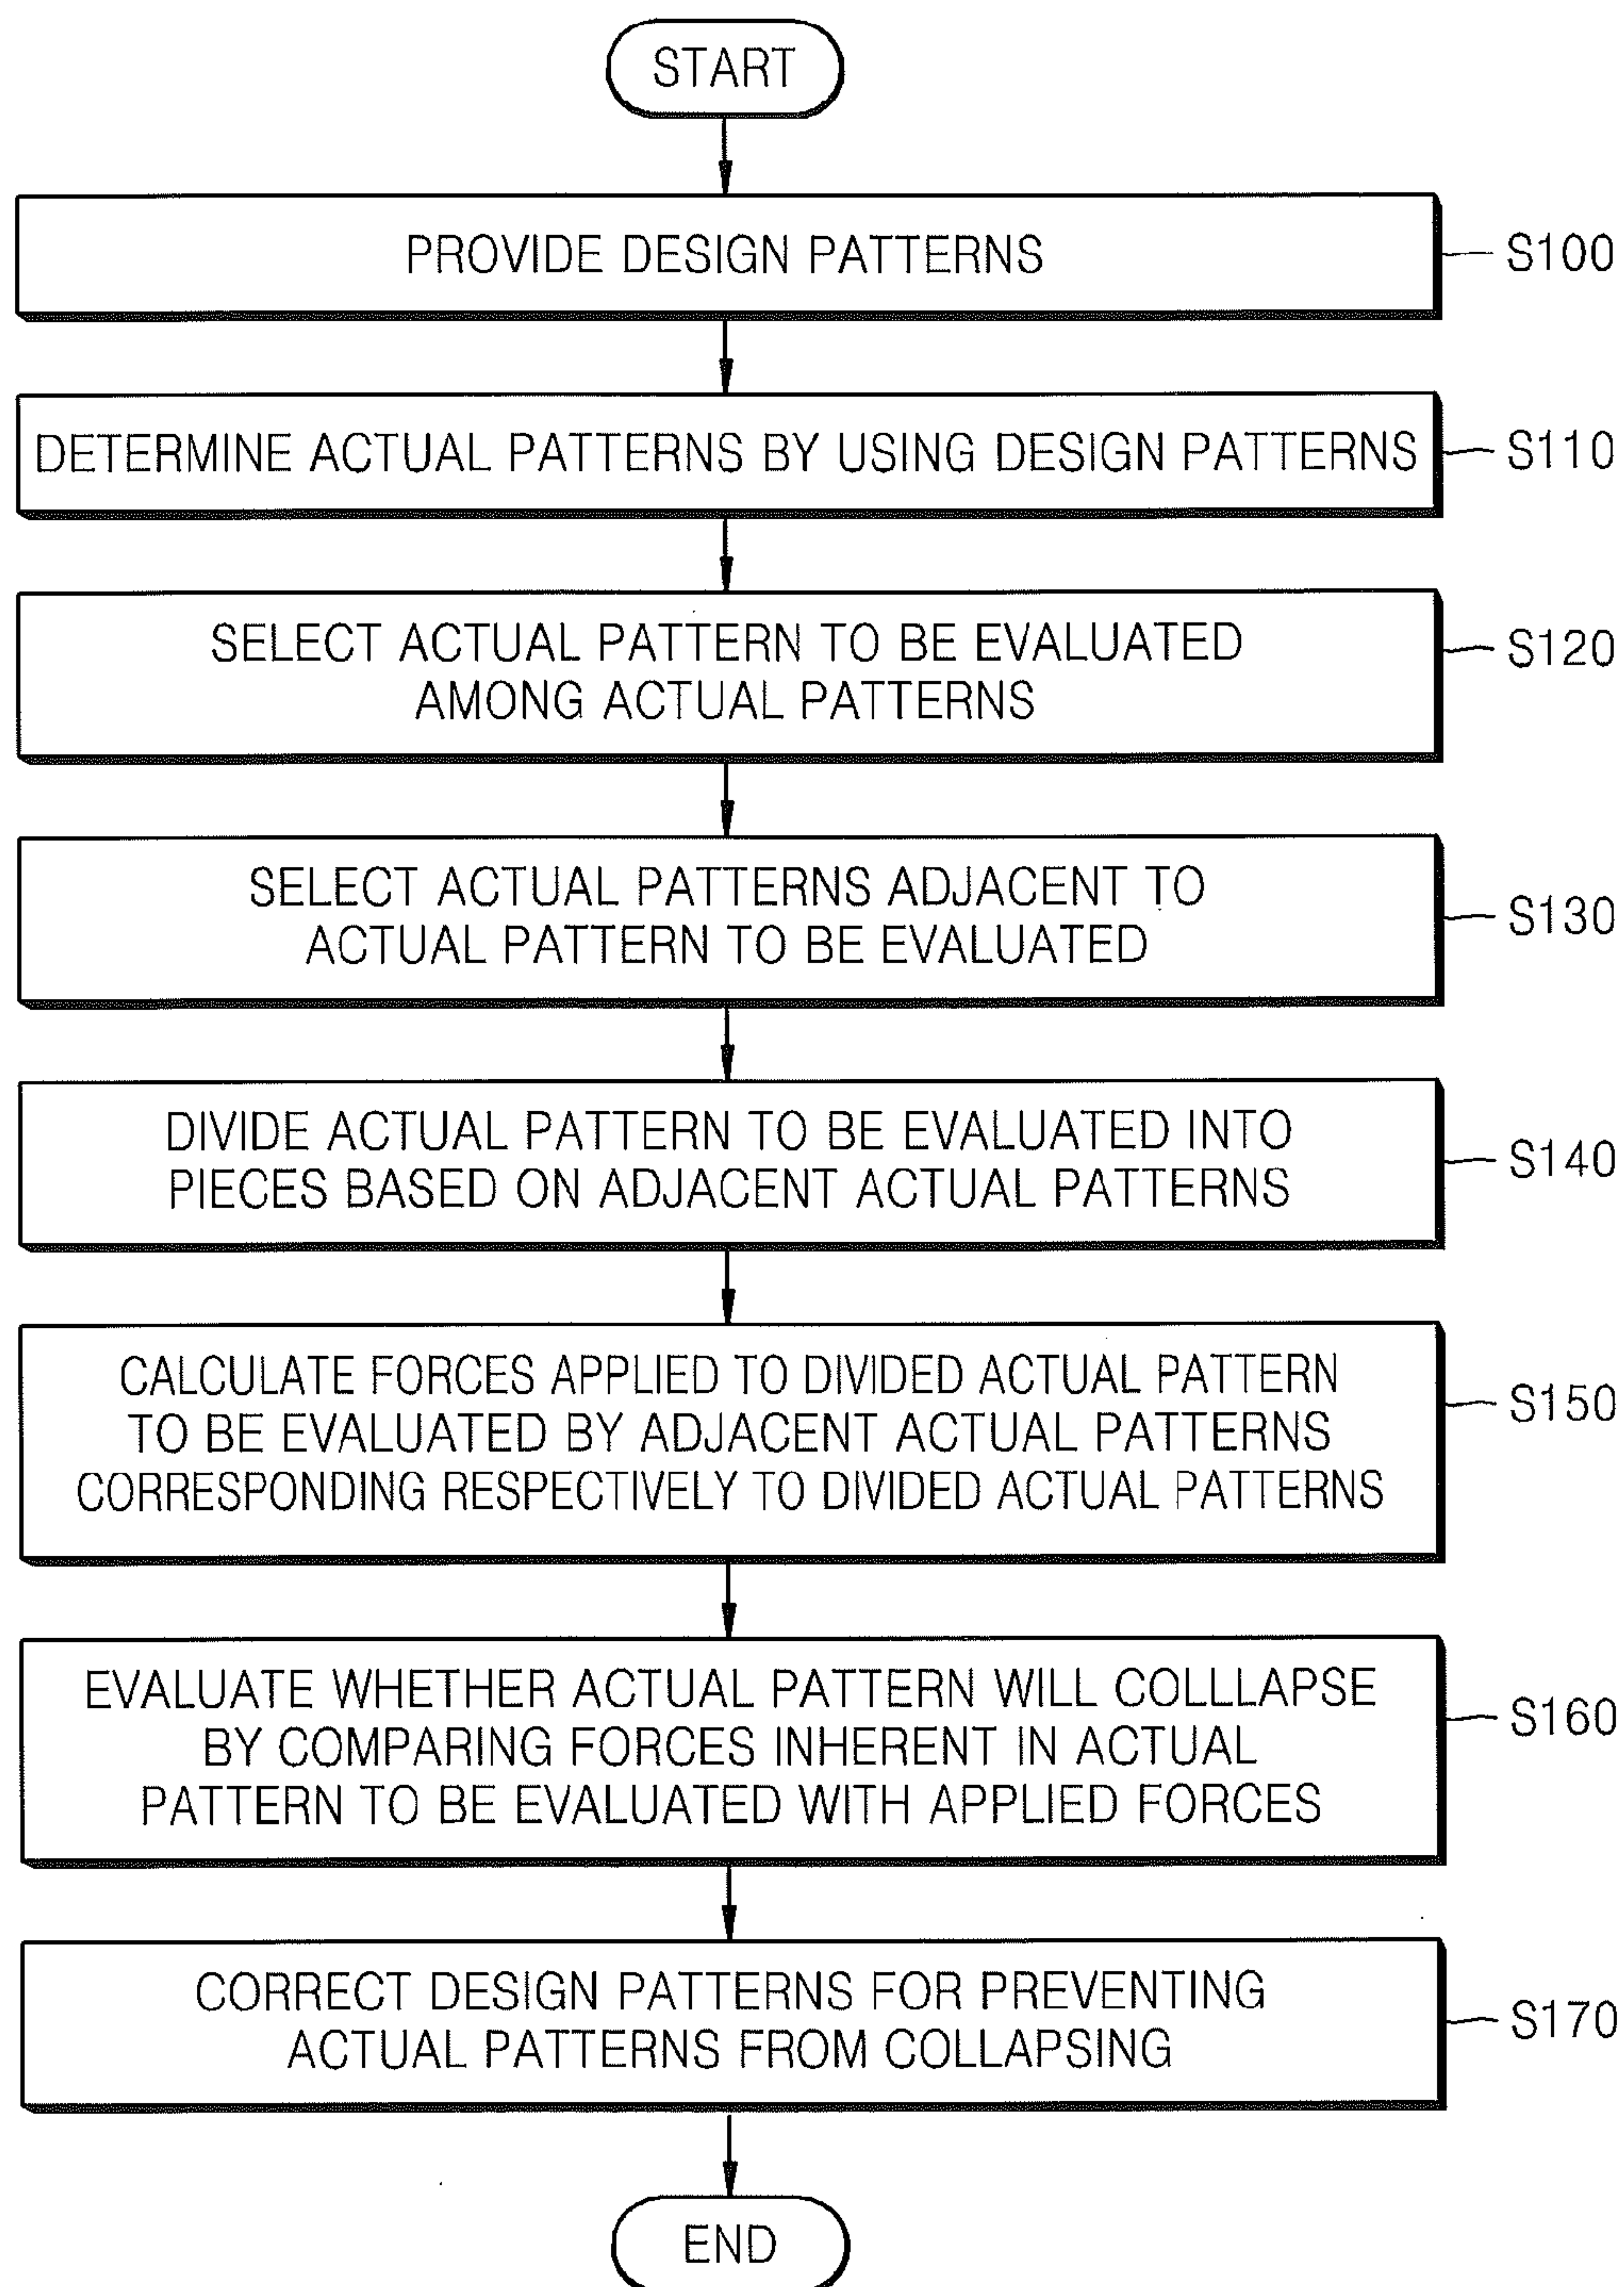 START
PROVIDE DESIGN PATTERNS
S100
DETERMINE ACTUAL PATTERNS BY USING DESIGN PATTERNS
S110
SELECT ACTUAL PATTERN TO BE EVALUATED
AMONG ACTUAL PATTERNS
S120
SELECT ACTUAL PATTERNS ADJACENT TO
ACTUAL PATTERN TO BE EVALUATED
S130
DIVIDE ACTUAL PATTERN TO BE EVALUATED INTO
PIECES BASED ON ADJACENT ACTUAL PATTERNS
S140
CALCULATE FORCES APPLIED TO DIVIDED ACTUAL PATTERN
TO BE EVALUATED BY ADJACENT ACTUAL PATTERNS
CORRESPONDING RESPECTIVELY TO DIVIDED ACTUAL PATTERNS
S150
EVALUATE WHETHER ACTUAL PATTERN WILL COLLLAPSE
BY COMPARING FORCES INHERENT IN ACTUAL
PATTERN TO BE EVALUATED WITH APPLIED FORCES
S160
CORRECT DESIGN PATTERNS FOR PREVENTING
ACTUAL PATTERNS FROM COLLAPSING
S170
END